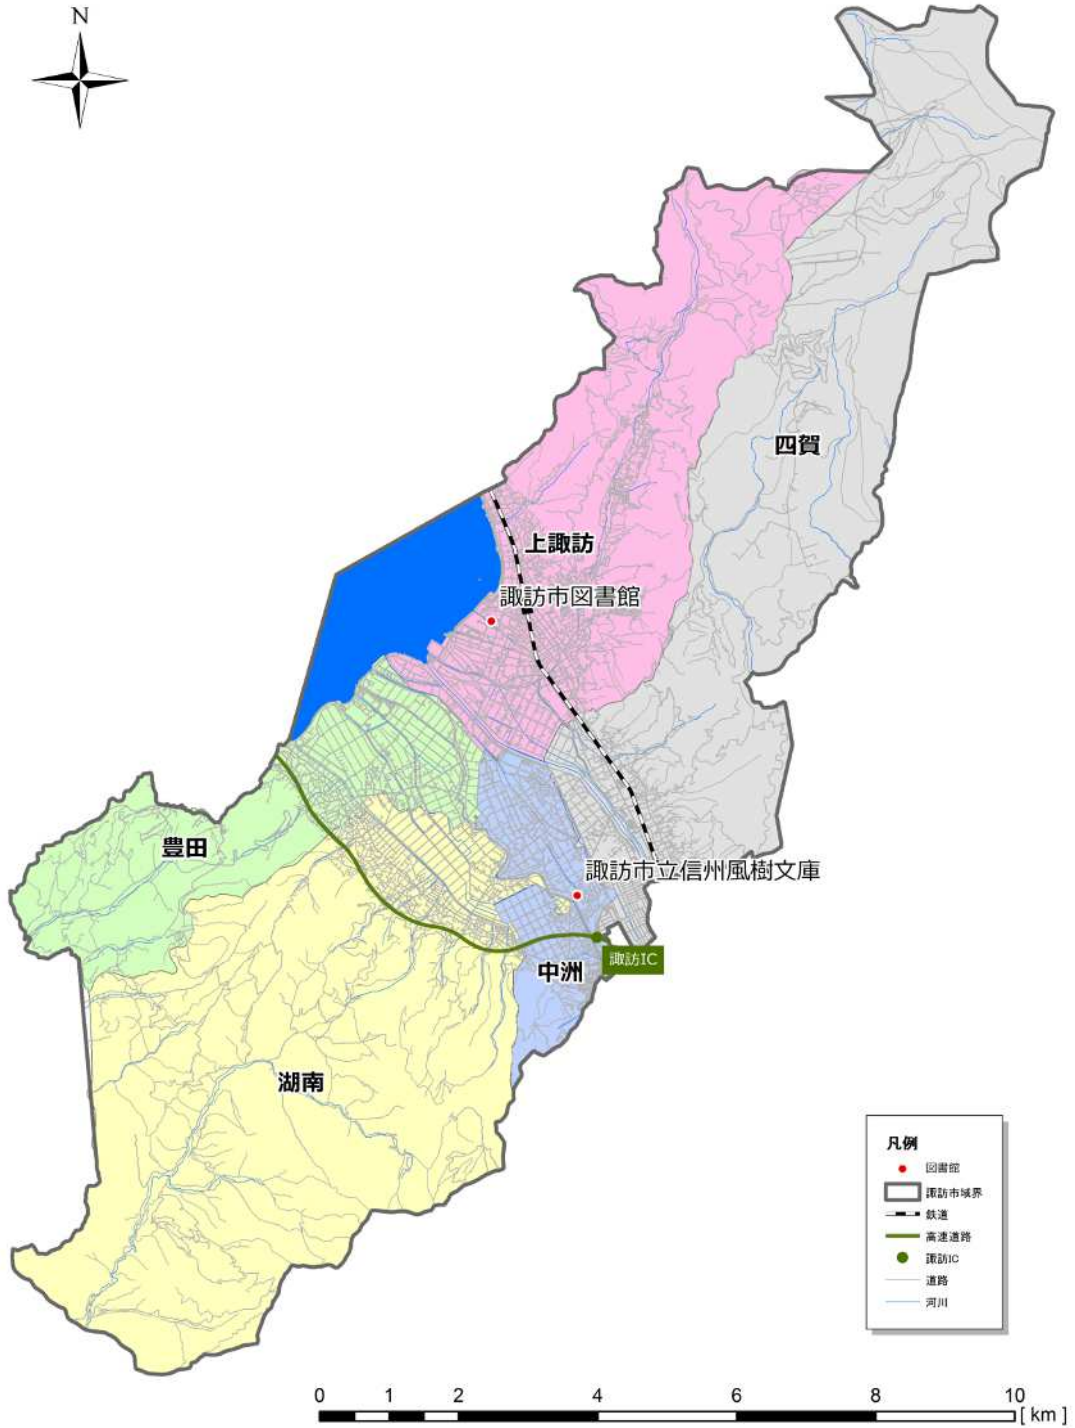 N
四賀
上諏訪
諏訪市図書館
豊田
諏訪市立信州風樹文庫
諏訪IC
中洲
湖南
凡例
図書館
諏訪市域界
鉄道
高速道路
諏訪IC
道路
河川
0 1 2 4 6 8 10
[ km ]